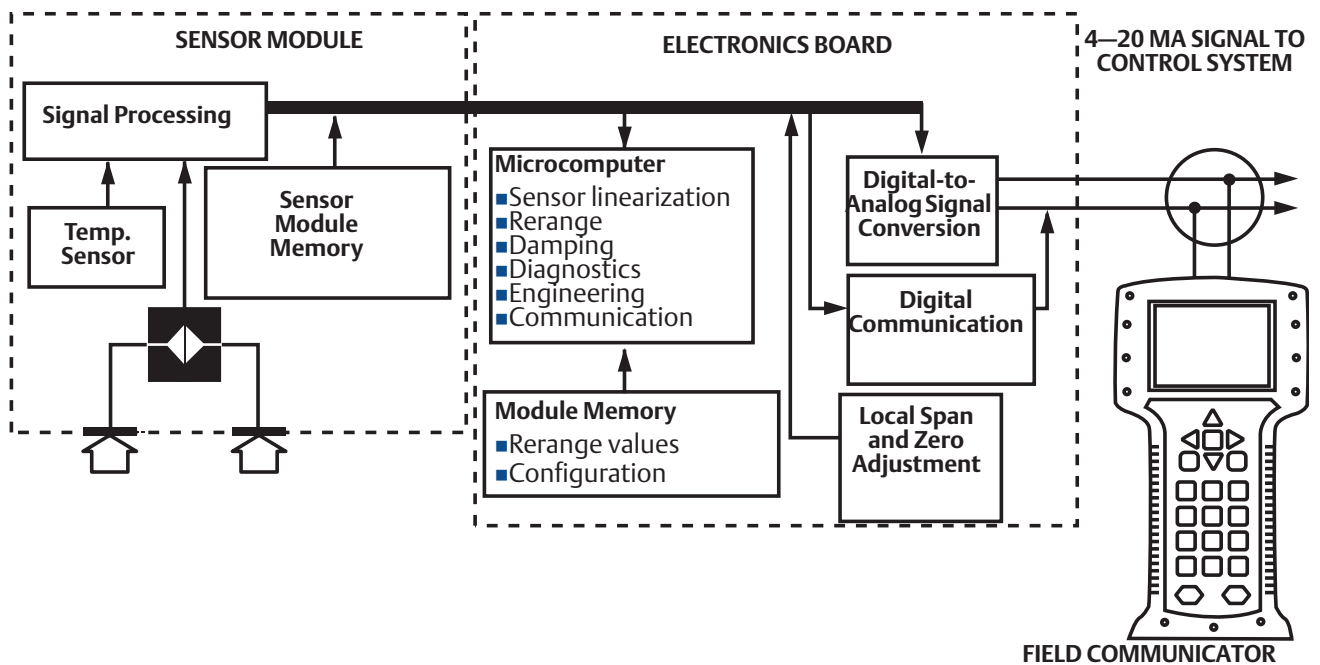 SENSOR MODULE
Signal Processing
Temp.
Sensor
Sensor
Module
Memory
ELECTRONICS BOARD
Microcomputer
■Sensor linearization
■Rerange
■Damping
■Diagnostics
■Engineering
■Communication
Module Memory
■Rerange values
■Configuration
Digital-to-
Analog Signal
Conversion
Digital
Communication
Local Span
and Zero
Adjustment
4—20 MA SIGNAL TO
CONTROL SYSTEM
FIELD COMMUNICATOR